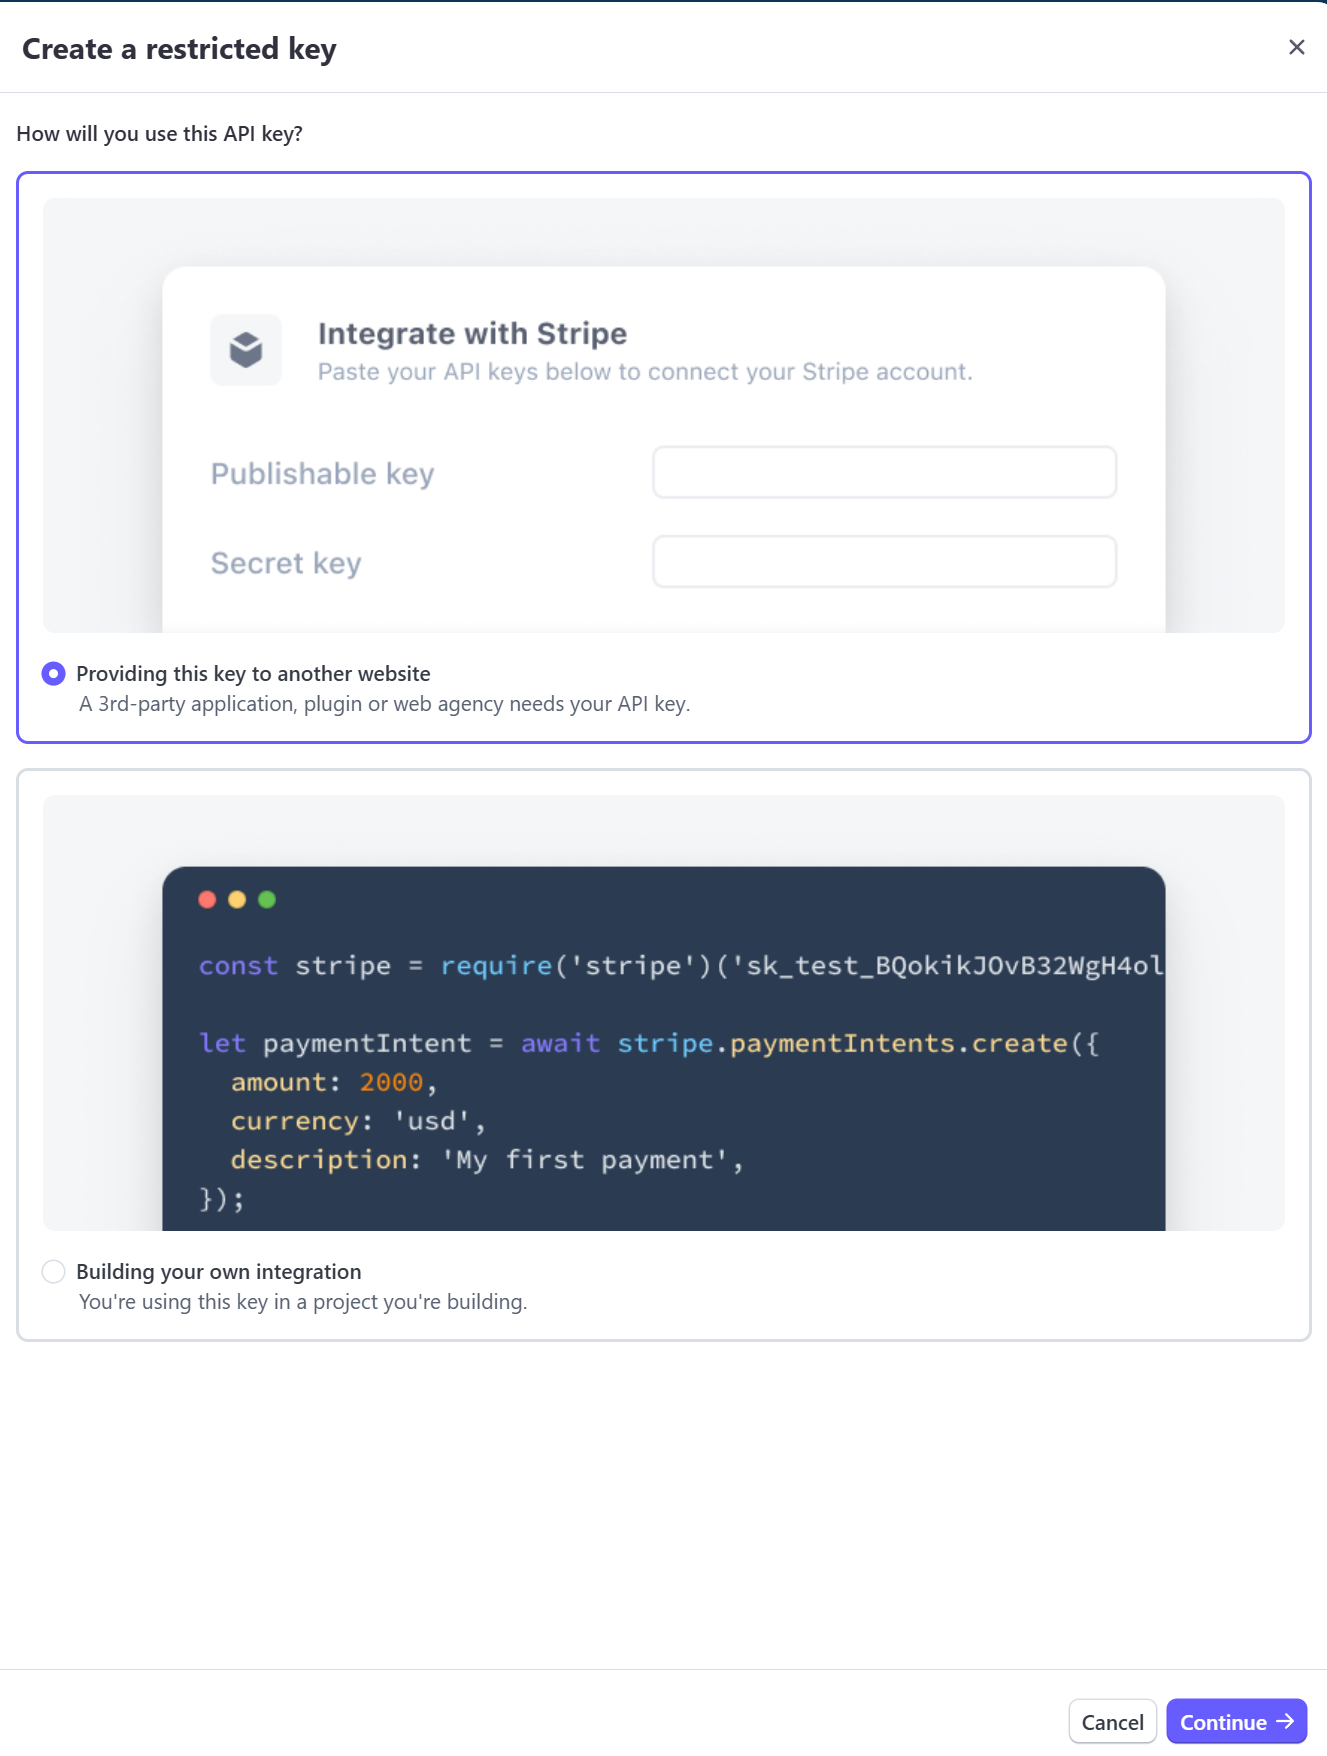 Create a restricted key
How will you use this API key?
Integrate with Stripe
Paste your API keys below to connect your Stripe account.
Publishable key
Secret key
Providing this key to another website
A 3rd-party application, plugin or web agency needs your API key.
const stripe = require('stripe')('sk_test_BQokikJOvB32WgH4ol
let paymentIntent = await stripe.paymentIntents.create({
amount: 2000,
currency: 'usd',
description: 'My first payment',
});
Building your own integration
You're using this key in a project you're building.
Cancel
Continue →